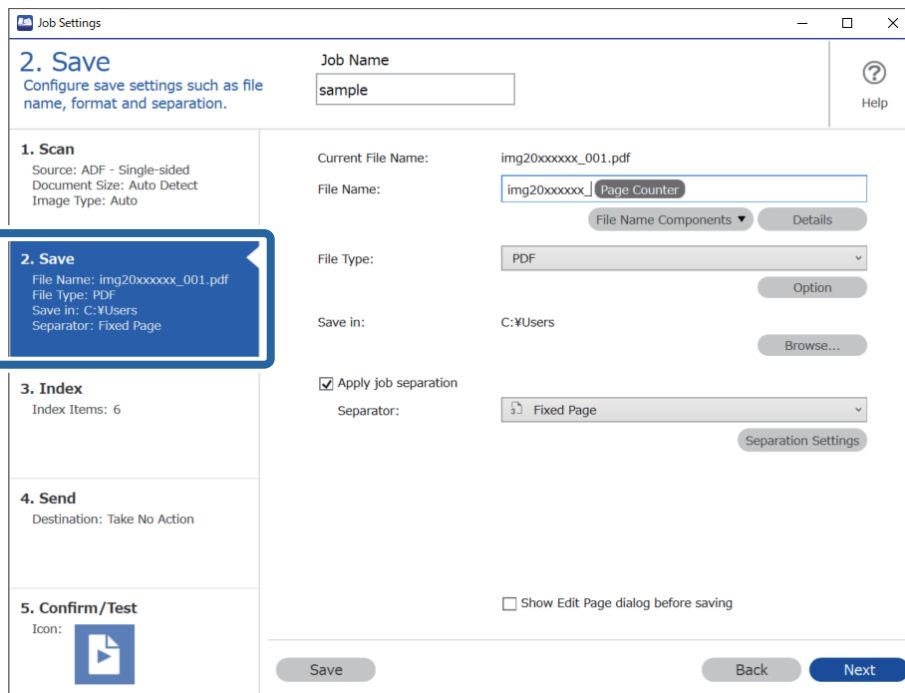 Job Settings
2. Save
Configure save settings such as file
name, format and separation.
Job Name
sample
Help
1. Scan
Source: ADF - Single-sided
Document Size: Auto Detect
Image Type: Auto
2. Save
File Name: img20xxxxxx_001.pdf
File Type: PDF
Save in: C:¥Users
Separator: Fixed Page
3. Index
Index Items: 6
4. Send
Destination: Take No Action
5. Confirm/Test
Icon:
Current File Name: img20xxxxxx_001.pdf
File Name: img20xxxxxx_ Page Counter
File Name Components ▼ Details
File Type: PDF
Option
Save in: C:¥Users
Browse...
Apply job separation
Separator: Fixed Page
Separation Settings
Show Edit Page dialog before saving
Save Back Next